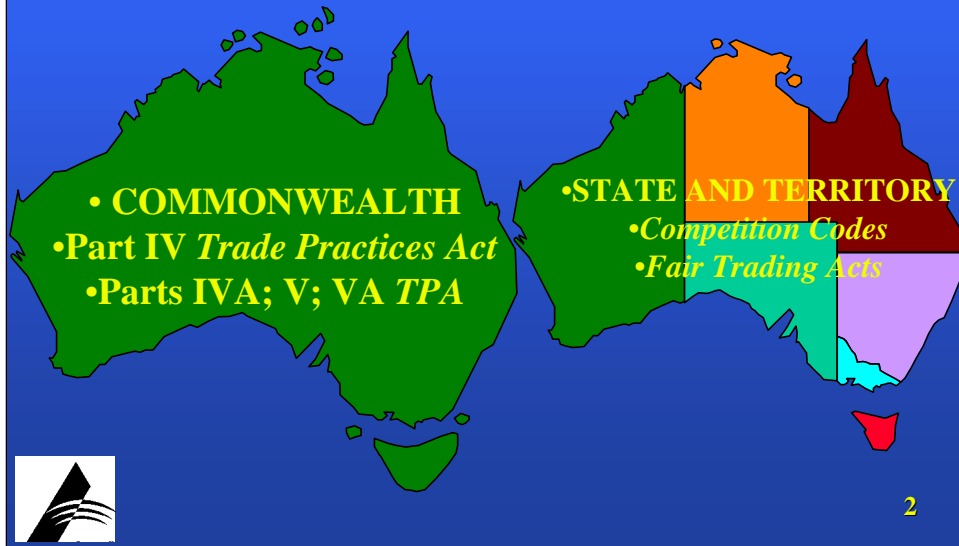 • COMMONWEALTH
•Part IV Trade Practices Act
•Parts IVA; V; VA TPA
•STATE AND TERRITORY
•Competition Codes
•Fair Trading Acts
2